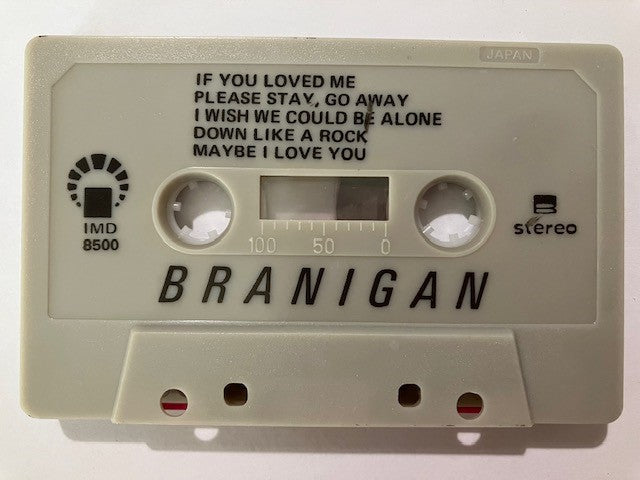 JAPAN
IF YOU LOVED ME
PLEASE STAY, GO AWAY
I WISH WE COULD BE ALONE
DOWN LIKE A ROCK
MAYBE I LOVE YOU
IMD
8500
B
stereo
100 50 0
BRANIGAN